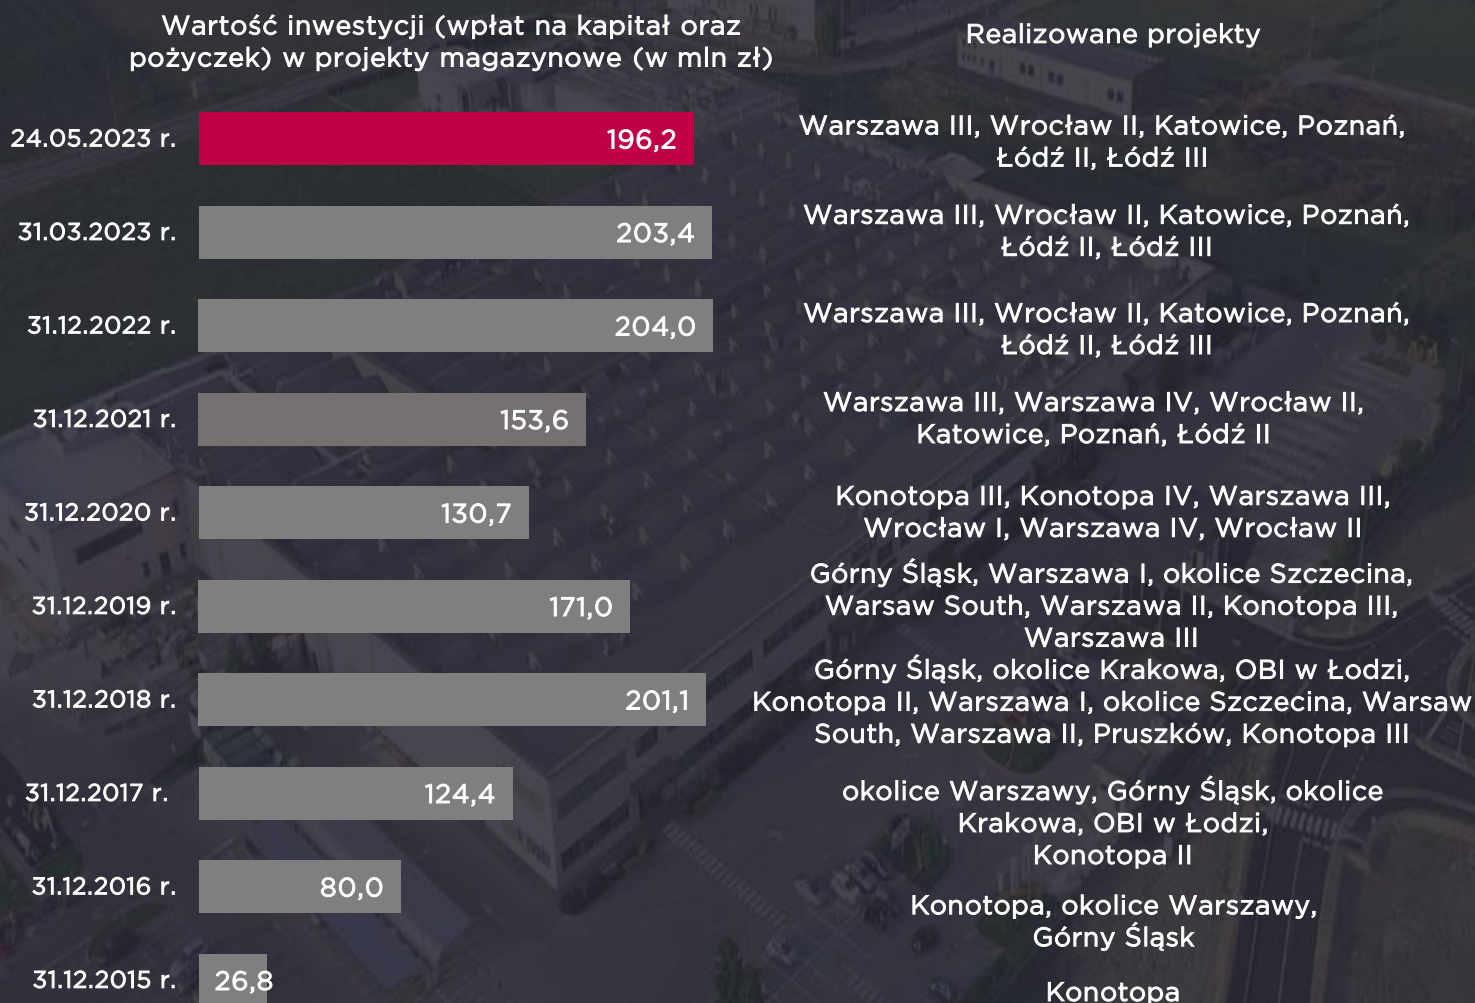 Wartość inwestycji (wpłat na kapitał oraz
pożyczek) w projekty magazynowe (w mln zł)
Realizowane projekty
24.05.2023 r.
196,2
Warszawa III, Wrocław II, Katowice, Poznań,
Łódź II, Łódź III
31.03.2023 r.
203,4
Warszawa III, Wrocław II, Katowice, Poznań,
Łódź II, Łódź III
31.12.2022 r.
204,0
Warszawa III, Wrocław II, Katowice, Poznań,
Łódź II, Łódź III
31.12.2021 r.
153,6
Warszawa III, Warszawa IV, Wrocław II,
Katowice, Poznań, Łódź II
31.12.2020 r.
130,7
Konotopa III, Konotopa IV, Warszawa III,
Wrocław I, Warszawa IV, Wrocław II
31.12.2019 r.
171,0
Górny Śląsk, Warszawa I, okolice Szczecina,
Warsaw South, Warszawa II, Konotopa III,
Warszawa III
31.12.2018 r.
201,1
Górny Śląsk, okolice Krakowa, OBI w Łodzi,
Konotopa II, Warszawa I, okolice Szczecina, Warsaw
South, Warszawa II, Pruszków, Konotopa III
31.12.2017 r.
124,4
okolice Warszawy, Górny Śląsk, okolice
Krakowa, OBI w Łodzi,
Konotopa II
31.12.2016 r.
80,0
Konotopa, okolice Warszawy,
Górny Śląsk
31.12.2015 r.
26,8
Konotopa